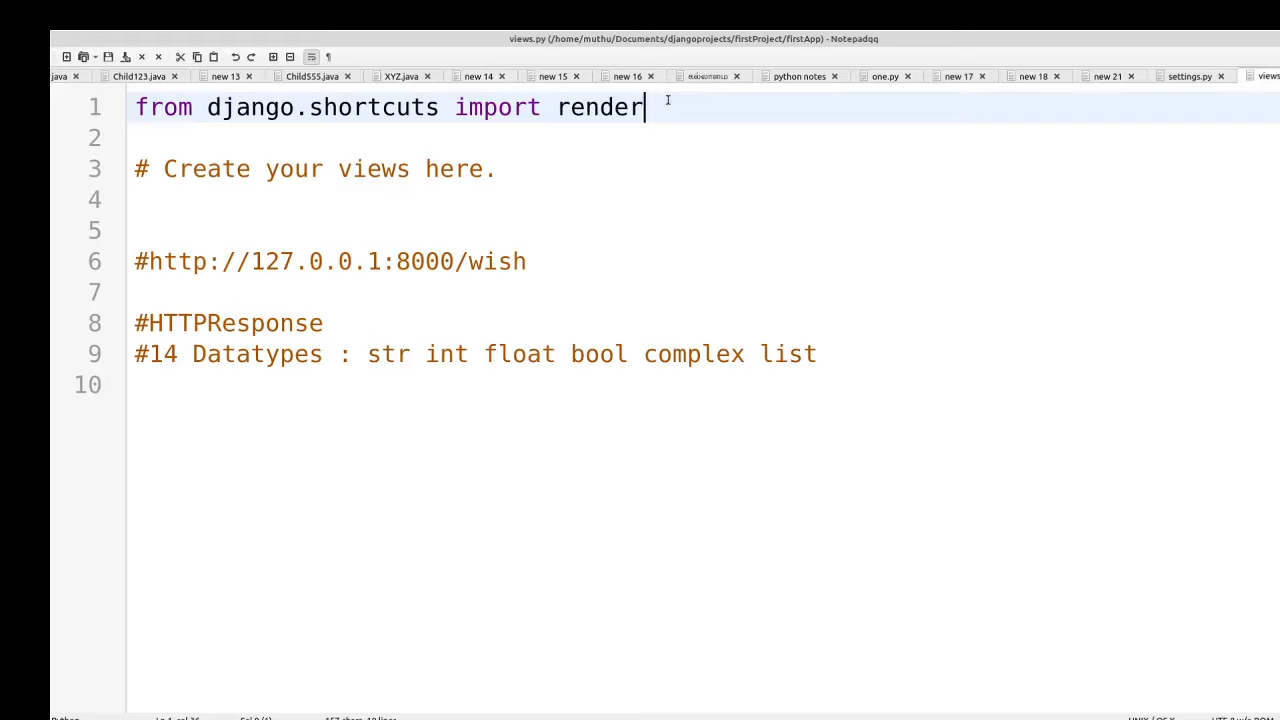 views.py (/home/muthu/Documents/djangoprojects/firstProject/firstApp) - Notepadqq
java Child123.java new 13 Child555.java XYZ.java new 14 new 15 new 16 python notes one.py new 17 new 18 new 21 settings.py views
1 from django.shortcuts import render
2
3 # Create your views here.
4
5
6 #http://127.0.0.1:8000/wish
7
8 #HTTPResponse
9 #14 Datatypes : str int float bool complex list
10